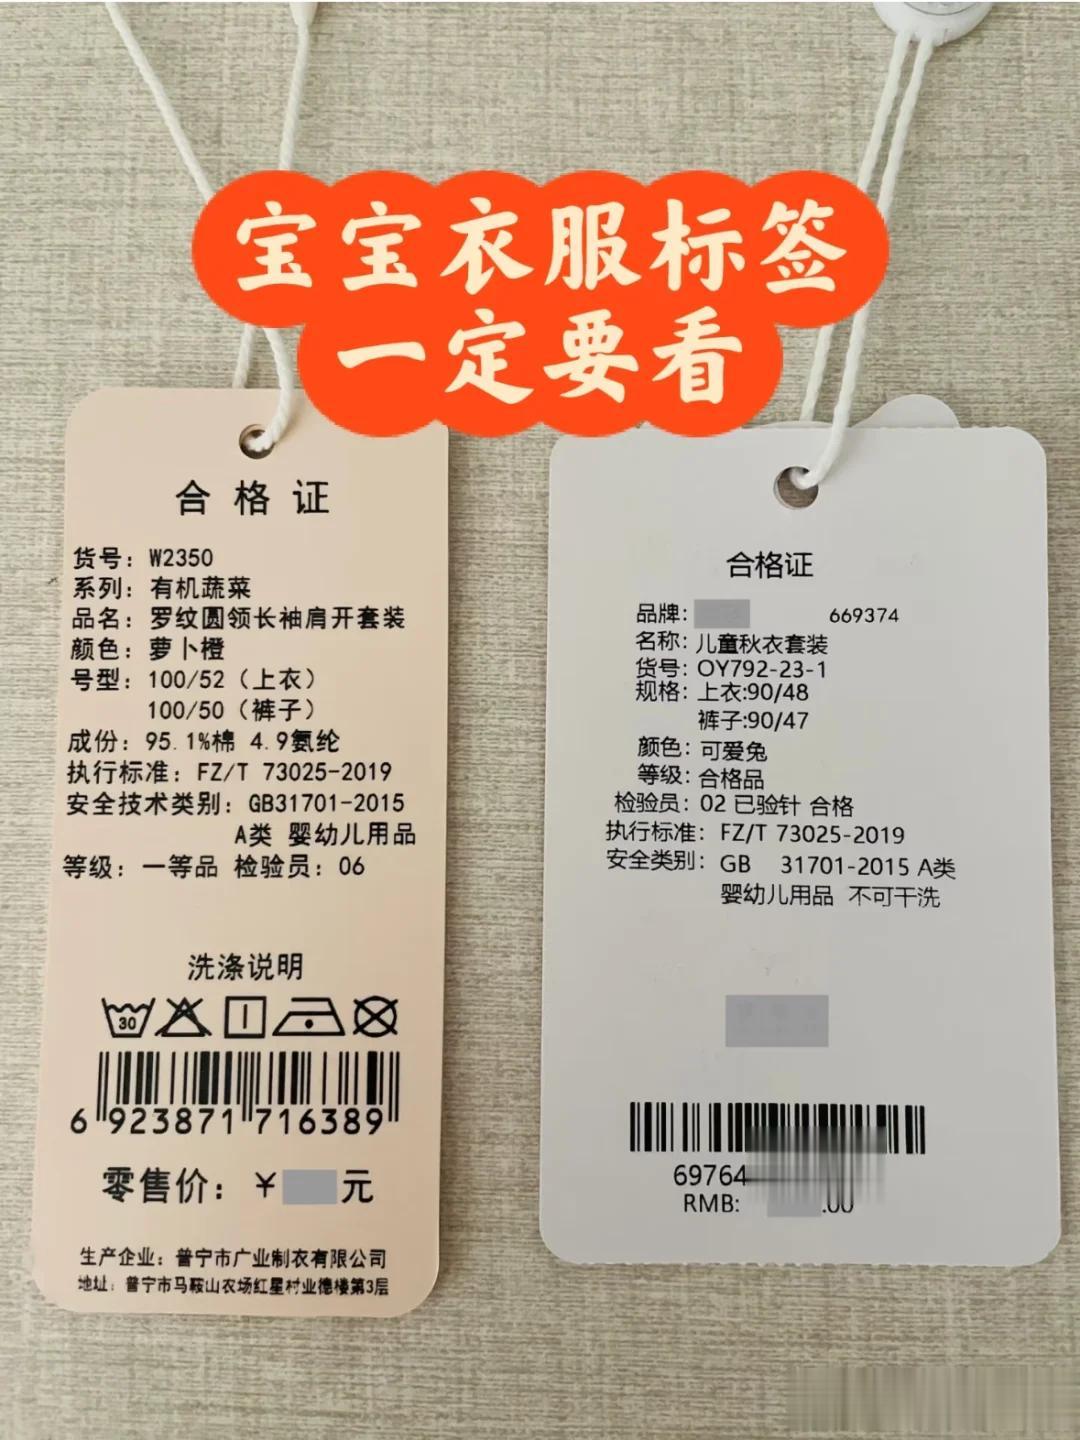 宝宝衣服标签
一定要看
合格证
货号：W2350
系列：有机蔬菜
品名：罗纹圆领长袖肩开套装
颜色：萝卜橙
号型：100/52（上衣）
100/50（裤子）
成份：95.1%棉 4.9氨纶
执行标准：FZ/T 73025-2019
安全技术类别：GB31701-2015
A类 婴幼儿用品
等级：一等品 检验员：06
洗涤说明
30
6 923871 716389
零售价：￥ 元
生产企业：普宁市广业制衣有限公司
地址：普宁市马鞍山农场红星村业德楼第3层
合格证
品牌： 669374
名称：儿童秋衣套装
货号：OY792-23-1
规格：上衣:90/48
裤子:90/47
颜色：可爱兔
等级：合格品
检验员：02 已验针 合格
执行标准：FZ/T 73025-2019
安全类别：GB 31701-2015 A类
婴幼儿用品 不可干洗
69764
RMB: .00